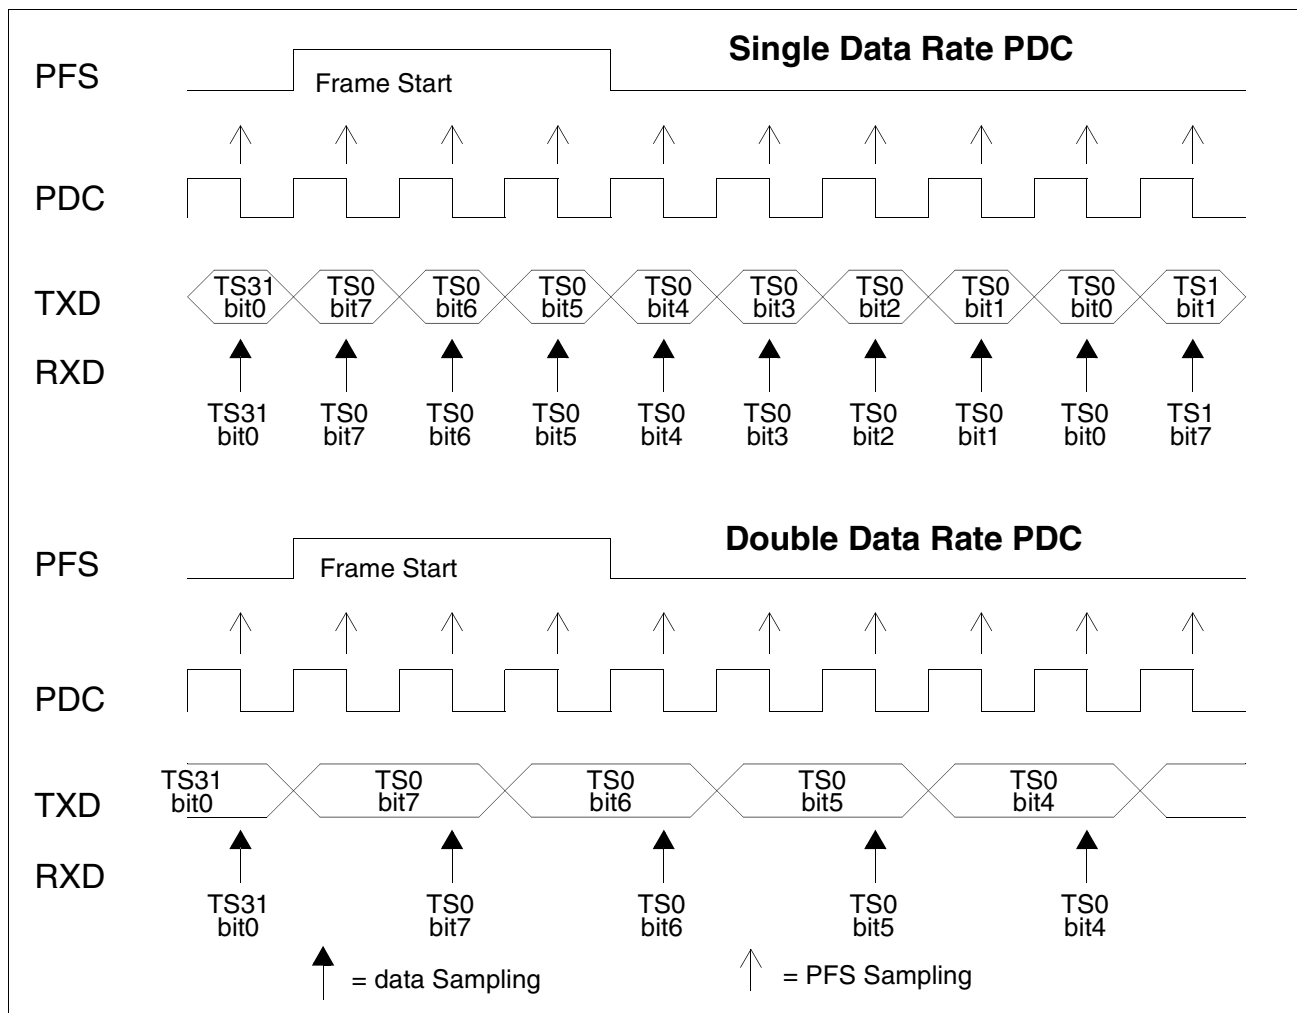 Single Data Rate PDC
PFS
Frame Start
PDC
TXD
TS31 TS0 TS0 TS0 TS0 TS0 TS0 TS0 TS0 TS1
bit0 bit7 bit6 bit5 bit4 bit3 bit2 bit1 bit0 bit1
RXD
TS31 TS0 TS0 TS0 TS0 TS0 TS0 TS0 TS0 TS1
bit0 bit7 bit6 bit5 bit4 bit3 bit2 bit1 bit0 bit7
Double Data Rate PDC
PFS
Frame Start
PDC
TXD
TS31 TS0 TS0 TS0 TS0
bit0 bit7 bit6 bit5 bit4
RXD
TS31 TS0 TS0 TS0 TS0
bit0 bit7 bit6 bit5 bit4
= data Sampling
= PFS Sampling